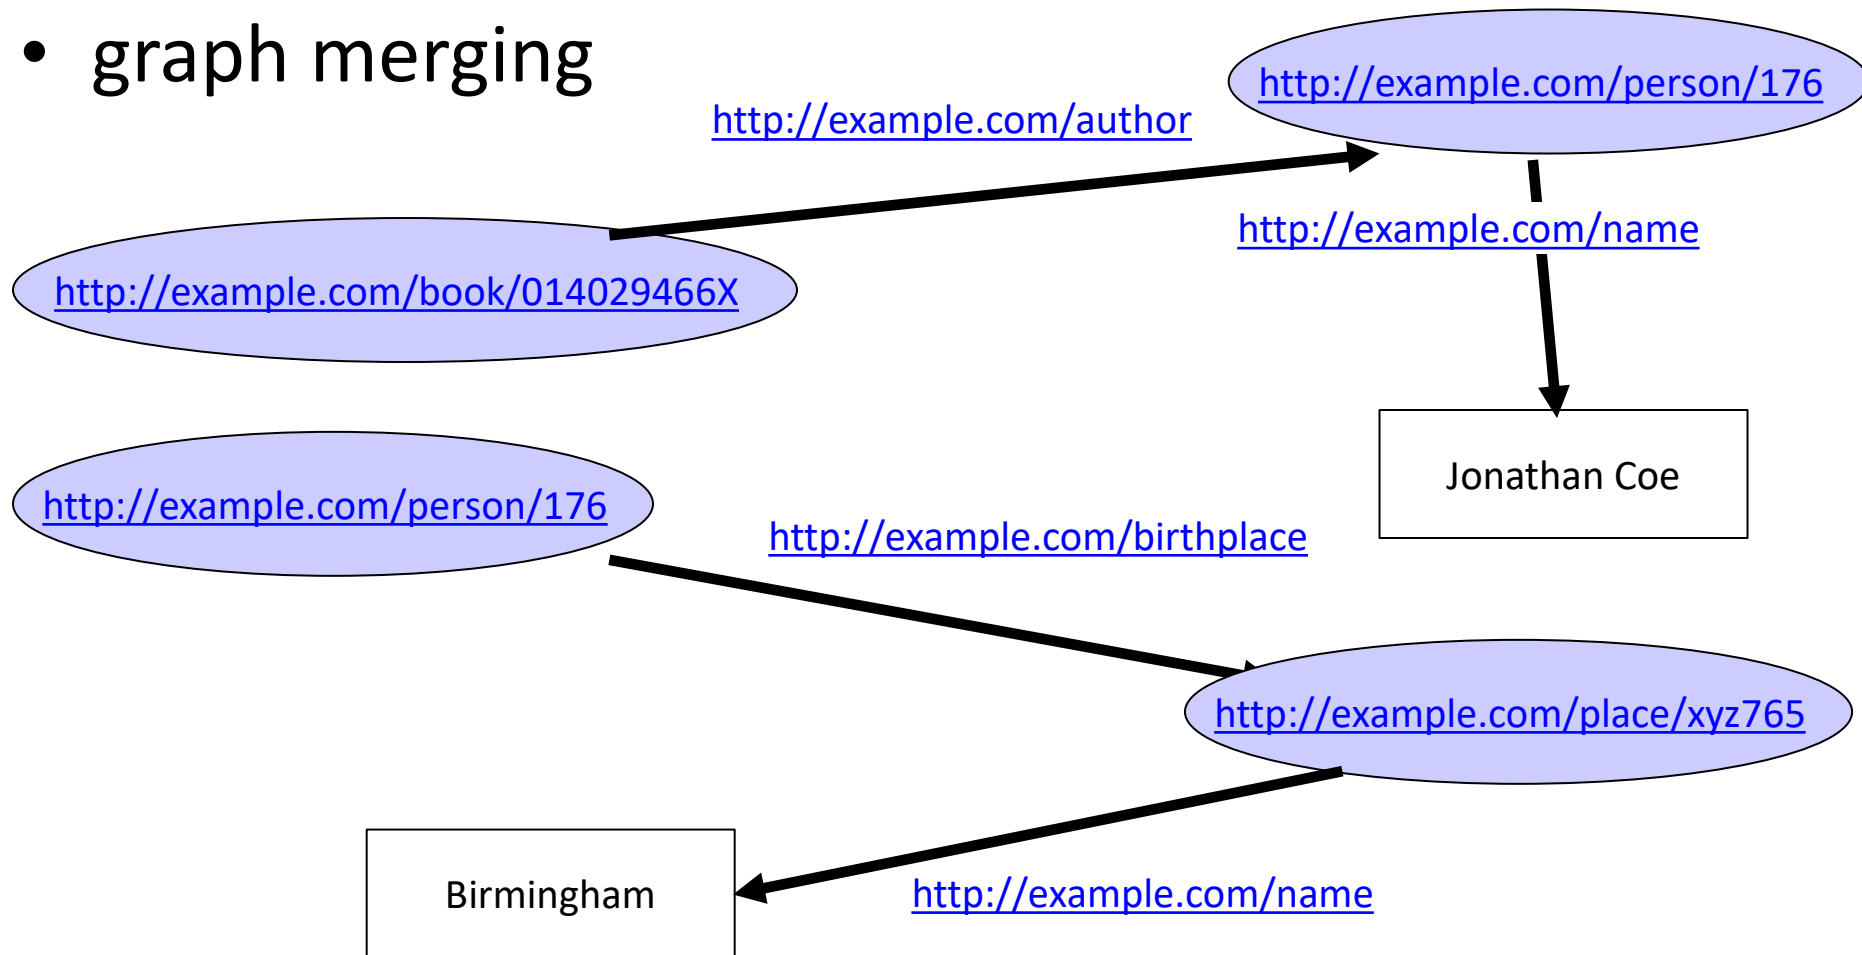 • graph merging
http://example.com/person/176
http://example.com/author
http://example.com/name
http://example.com/book/014029466X
Jonathan Coe
http://example.com/person/176
http://example.com/birthplace
http://example.com/place/xyz765
Birmingham
http://example.com/name